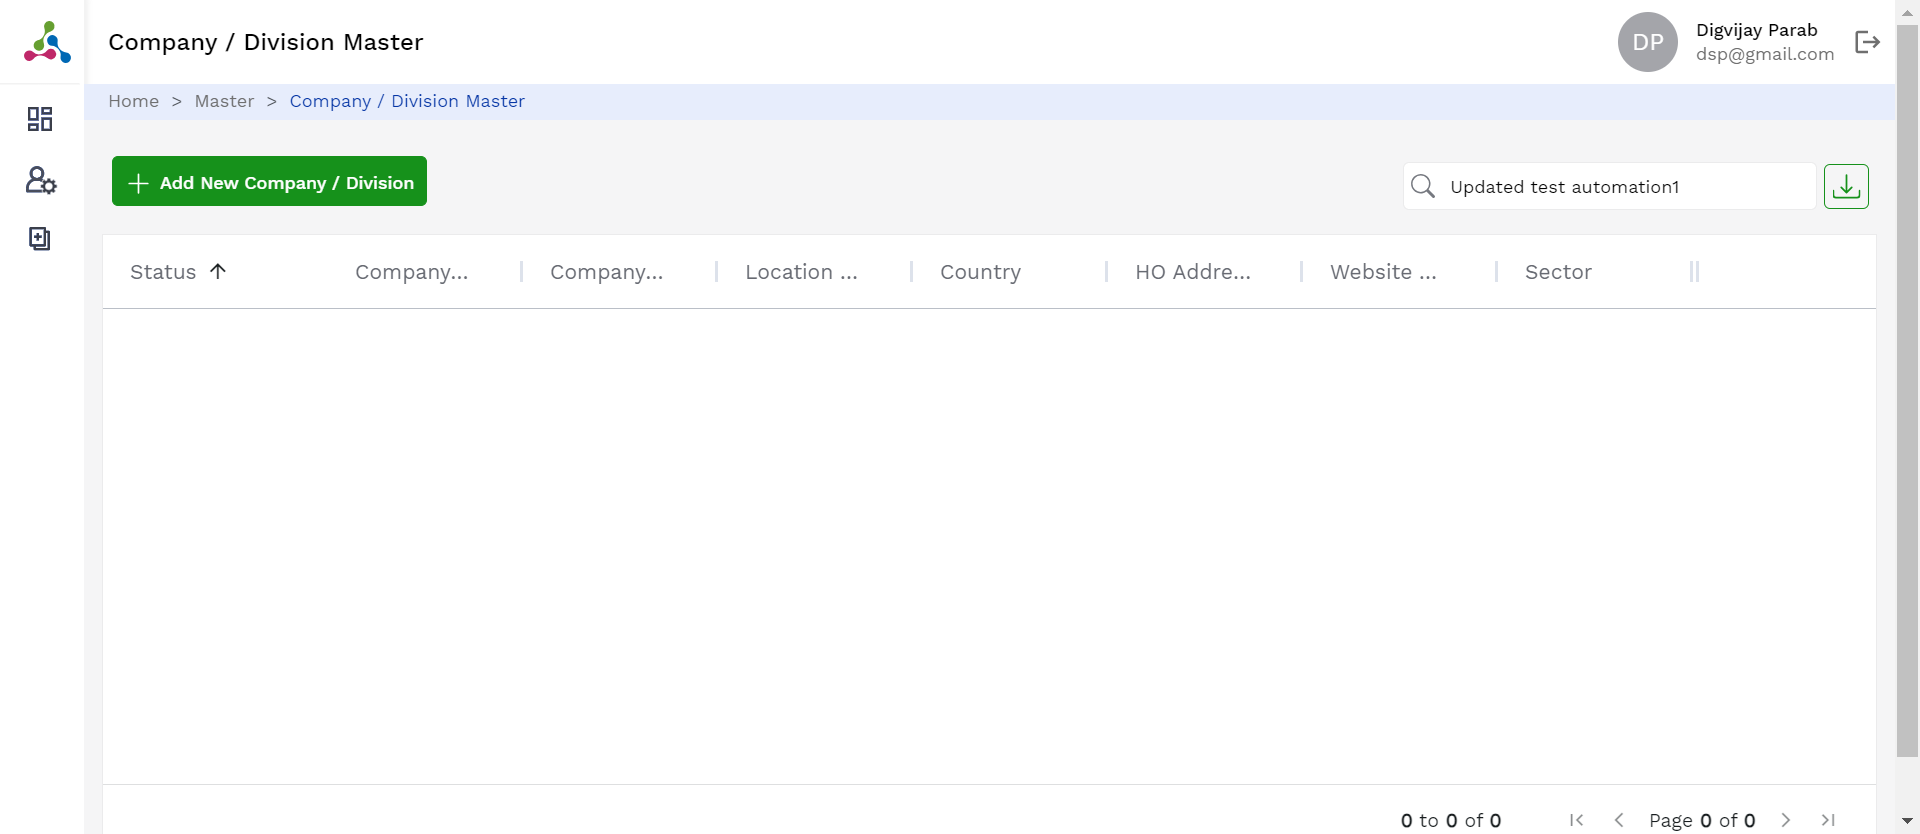 Company / Division Master
DP
Digvijay Parab
dsp@gmail.com
Home > Master > Company / Division Master
Add New Company / Division
Updated test automation1
Status Company... Company... Location ... Country HO Addre... Website ... Sector
0 to 0 of 0 Page 0 of 0